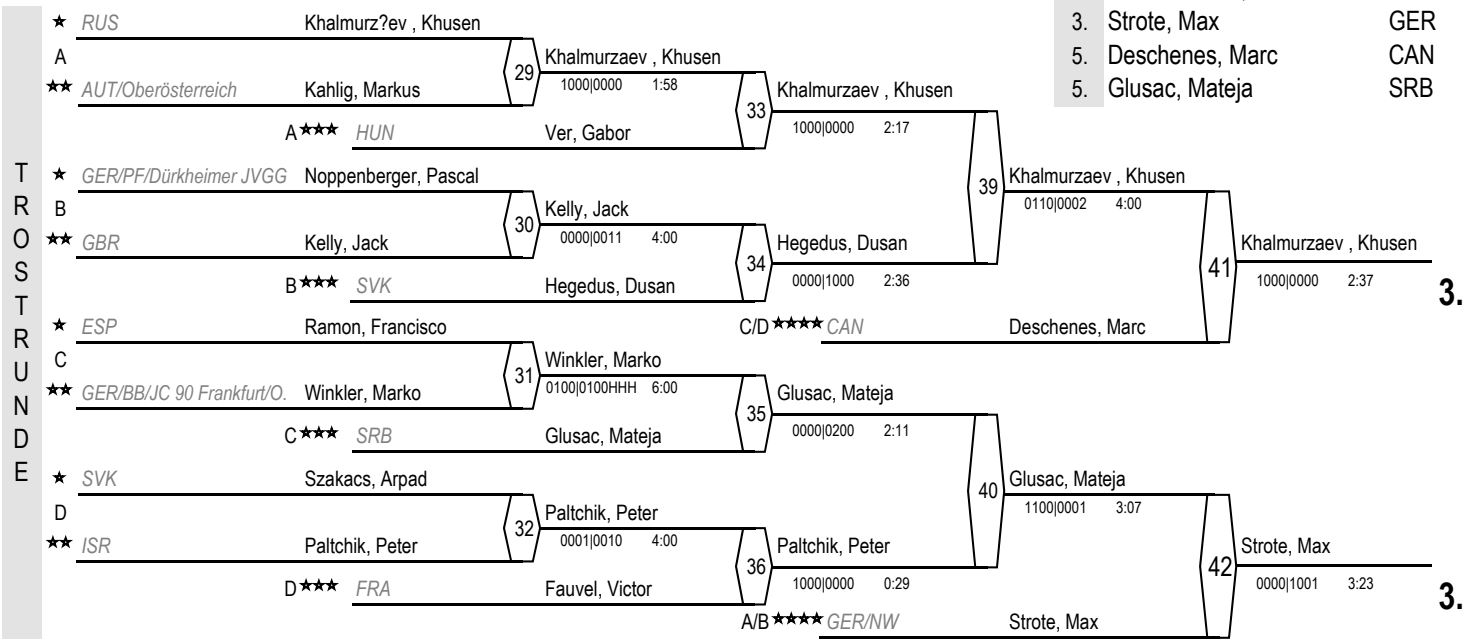 3. Strote, Max GER
5. Deschenes, Marc CAN
5. Glusac, Mateja SRB
TROSTRUNDE
★ RUS Khalmurz?ev , Khusen
A
29 Khalmurzaev , Khusen
1000|0000 1:58
★★ AUT/Oberösterreich Kahlig, Markus
33 Khalmurzaev , Khusen
1000|0000 2:17
A★★★ HUN Ver, Gabor
★ GER/PF/Dürkheimer JVGG Noppenberger, Pascal
39 Khalmurzaev , Khusen
0110|0002 4:00
B
30 Kelly, Jack
0000|0011 4:00
★★ GBR Kelly, Jack
34 Hegedus, Dusan
0000|1000 2:36
41 Khalmurzaev , Khusen
1000|0000 2:37
3.
B★★★ SVK Hegedus, Dusan
★ ESP Ramon, Francisco
C/D★★★★ CAN Deschenes, Marc
C
31 Winkler, Marko
0100|0100HHH 6:00
★★ GER/BB/JC 90 Frankfurt/O. Winkler, Marko
35 Glusac, Mateja
0000|0200 2:11
C★★★ SRB Glusac, Mateja
★ SVK Szakacs, Arpad
40 Glusac, Mateja
1100|0001 3:07
D
32 Paltchik, Peter
0001|0010 4:00
★★ ISR Paltchik, Peter
36 Paltchik, Peter
1000|0000 0:29
42 Strote, Max
0000|1001 3:23
3.
D★★★ FRA Fauvel, Victor
A/B★★★★ GER/NW Strote, Max